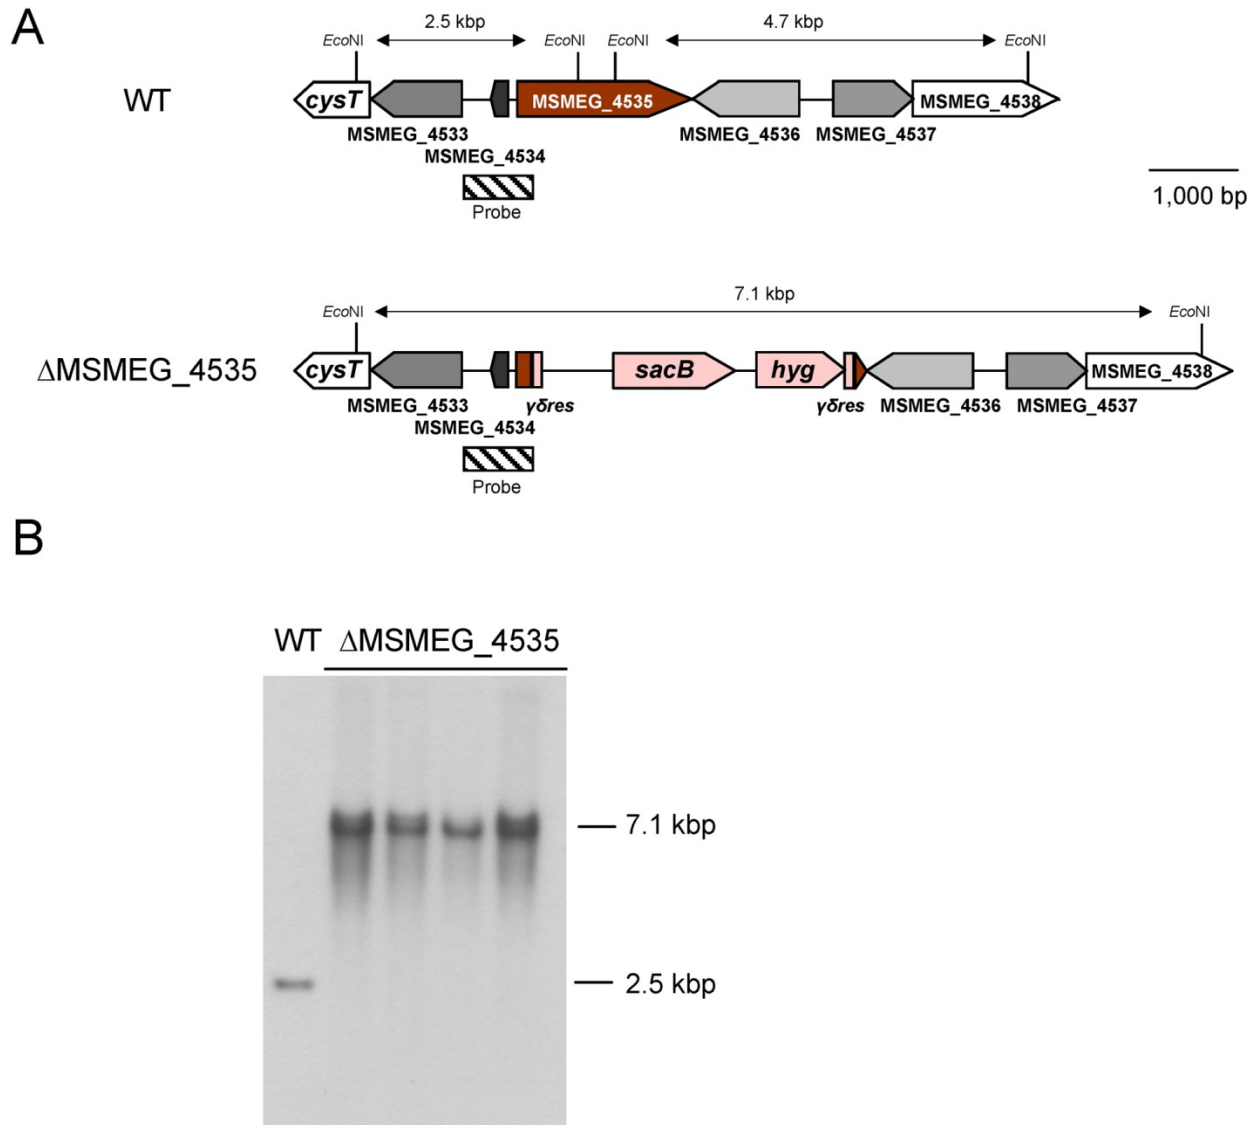 A
2.5 kbp
4.7 kbp
EcoNI
EcoNI
EcoNI
EcoNI
WT
cysT
MSMEG_4535
MSMEG_4538
MSMEG_4533
MSMEG_4536
MSMEG_4537
MSMEG_4534
Probe
1,000 bp
7.1 kbp
EcoNI
EcoNI
ΔMSMEG_4535
cysT
sacB
hyg
MSMEG_4538
MSMEG_4533
γδres
γδres
MSMEG_4536
MSMEG_4537
MSMEG_4534
Probe
B
WT
ΔMSMEG_4535
7.1 kbp
2.5 kbp